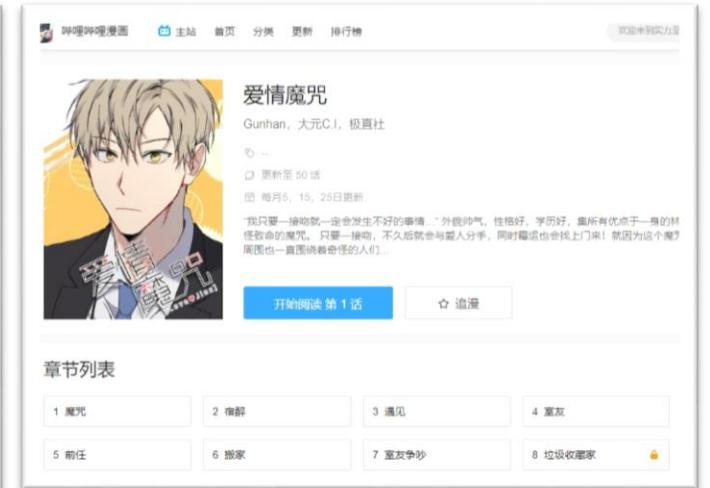 哔哩哔哩漫画 主站 首页 分类 更新 排行榜
爱情魔咒
Gunhan，大元C.I，极直社
--
更新至 50 话
每月5，15，25日更新
"我只要一接吻就一定会发生不好的事情..." 外貌帅气，性格好，学历好，集所有优点于一身的林
怪致命的魔咒。 只要一接吻，不久后就会与爱人分手，同时霉运也会找上门来！就因为这个魔咒
周围也一直围绕着奇怪的人们...
爱情
魔咒
开始阅读 第 1 话 追漫
章节列表
1 魔咒 2 宿醉 3 遇见 4 室友
5 前任 6 搬家 7 室友争吵 8 垃圾收藏家